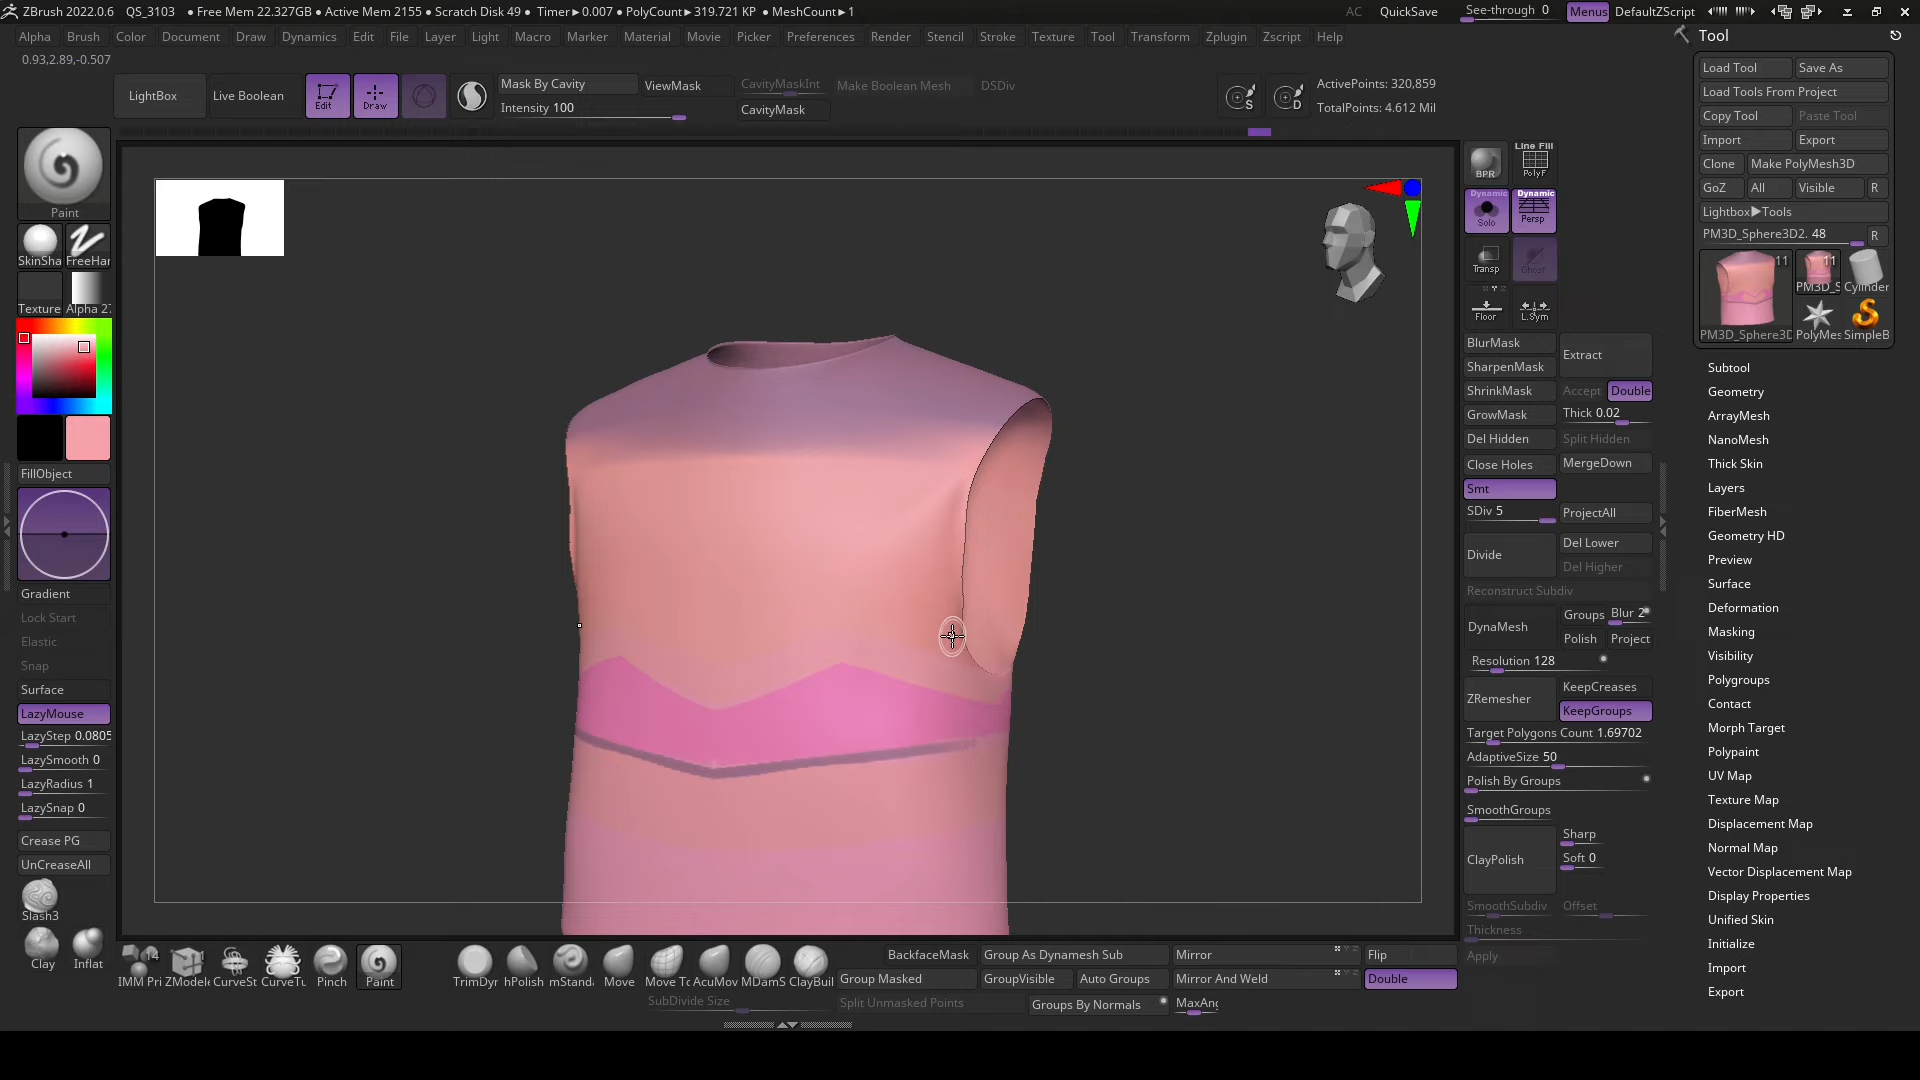 ZBrush 2022.0.6 QS_3103 ● Free Mem 22.327GB ● Active Mem 2155 ● Scratch Disk 49 ● Timer▶0.007 ● PolyCount▶319.721 KP ● MeshCount▶1 AC QuickSave See-through 0 Menus DefaultZScript
Alpha Brush Color Document Draw Dynamics Edit File Layer Light Macro Marker Material Movie Picker Preferences Render Stencil Stroke Texture Tool Transform Zplugin Zscript Help
0.93,2.89,-0.507
LightBox
Live Boolean
Edit
Draw
Mask By Cavity
Intensity 100
ViewMask
CavityMaskInt
CavityMask
Make Boolean Mesh
DSDiv
S
D
ActivePoints: 320,859
TotalPoints: 4.612 Mil
Paint
SkinSha FreeHan
Texture Alpha 27
FillObject
Gradient
Lock Start
Elastic
Snap
Surface
LazyMouse
LazyStep 0.0805
LazySmooth 0
LazyRadius 1
LazySnap 0
Crease PG
UnCreaseAll
Slash3
Clay Inflat
BPR
Line Fill
PolyF
Dynamic
Solo
Dynamic
Persp
Transp
Ghost
Floor
L.Sym
BlurMask
Extract
SharpenMask
ShrinkMask
Accept Double
GrowMask
Thick 0.02
Del Hidden
Split Hidden
Close Holes
MergeDown
Smt
SDiv 5
ProjectAll
Divide
Del Lower
Del Higher
Reconstruct Subdiv
DynaMesh
Groups Blur 2
Polish Project
Resolution 128
ZRemesher
KeepCreases
KeepGroups
Target Polygons Count 1.69702
AdaptiveSize 50
Polish By Groups
SmoothGroups
ClayPolish
Sharp
Soft 0
SmoothSubdiv Offset
Thickness
Apply
Tool
Load Tool Save As
Load Tools From Project
Copy Tool Paste Tool
Import Export
Clone Make PolyMesh3D
GoZ All Visible R
Lightbox▶Tools
PM3D_Sphere3D2. 48 R
11
11
PM3D_S Cylinder
PM3D_Sphere3D PolyMes SimpleB
Subtool
Geometry
ArrayMesh
NanoMesh
Thick Skin
Layers
FiberMesh
Geometry HD
Preview
Surface
Deformation
Masking
Visibility
Polygroups
Contact
Morph Target
Polypaint
UV Map
Texture Map
Displacement Map
Normal Map
Vector Displacement Map
Display Properties
Unified Skin
Initialize
Import
Export
14
IMM Pri ZModele CurveSt CurveTu Pinch Paint TrimDyr hPolish mStand Move Move Tc AcuMov MDamS ClayBuil
BackfaceMask Group As Dynamesh Sub Mirror Flip
Group Masked GroupVisible Auto Groups Mirror And Weld Double
SubDivide Size Split Unmasked Points Groups By Normals MaxAng